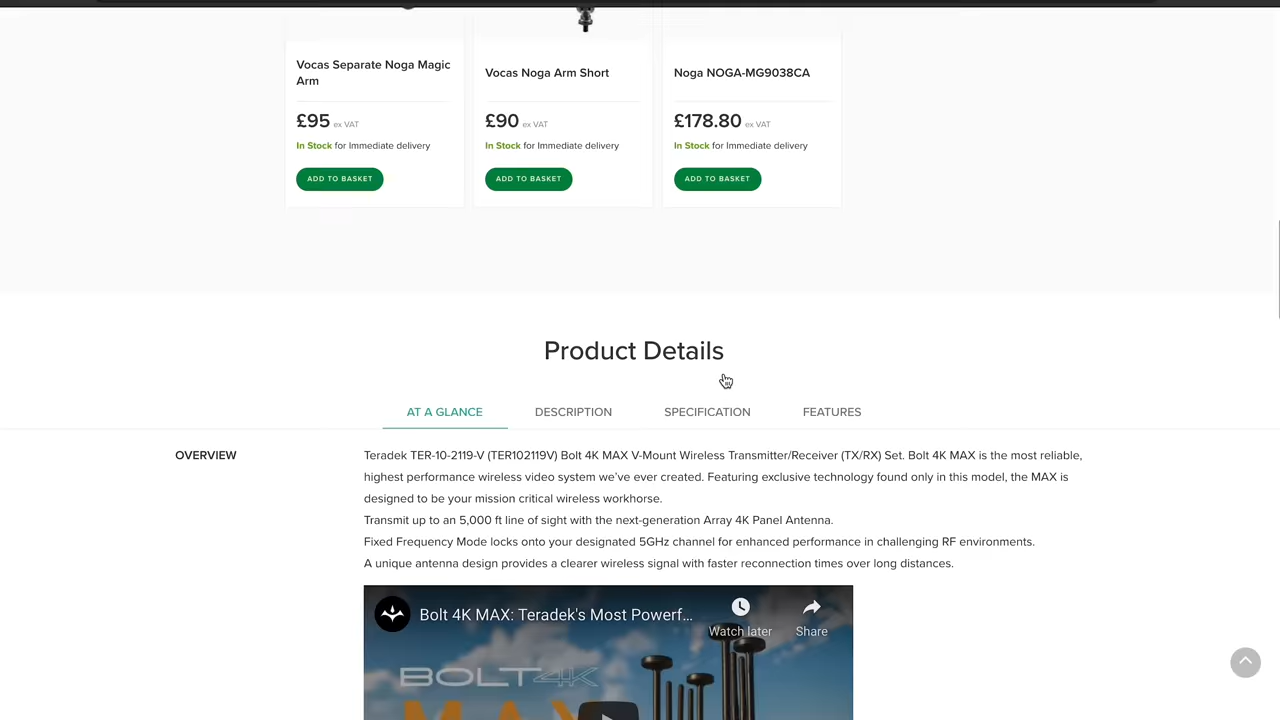 Vocas Separate Noga Magic
Arm
£95 ex VAT
In Stock for Immediate delivery
ADD TO BASKET
Vocas Noga Arm Short
£90 ex VAT
In Stock for Immediate delivery
ADD TO BASKET
Noga NOGA-MG9038CA
£178.80 ex VAT
In Stock for Immediate delivery
ADD TO BASKET
Product Details
AT A GLANCE
DESCRIPTION
SPECIFICATION
FEATURES
OVERVIEW
Teradek TER-10-2119-V (TER102119V) Bolt 4K MAX V-Mount Wireless Transmitter/Receiver (TX/RX) Set. Bolt 4K MAX is the most reliable,
highest performance wireless video system we've ever created. Featuring exclusive technology found only in this model, the MAX is
designed to be your mission critical wireless workhorse.
Transmit up to an 5,000 ft line of sight with the next-generation Array 4K Panel Antenna.
Fixed Frequency Mode locks onto your designated 5GHz channel for enhanced performance in challenging RF environments.
A unique antenna design provides a clearer wireless signal with faster reconnection times over long distances.
Bolt 4K MAX: Teradek's Most Powerf...
Watch later
Share
BOLT4K
MAX